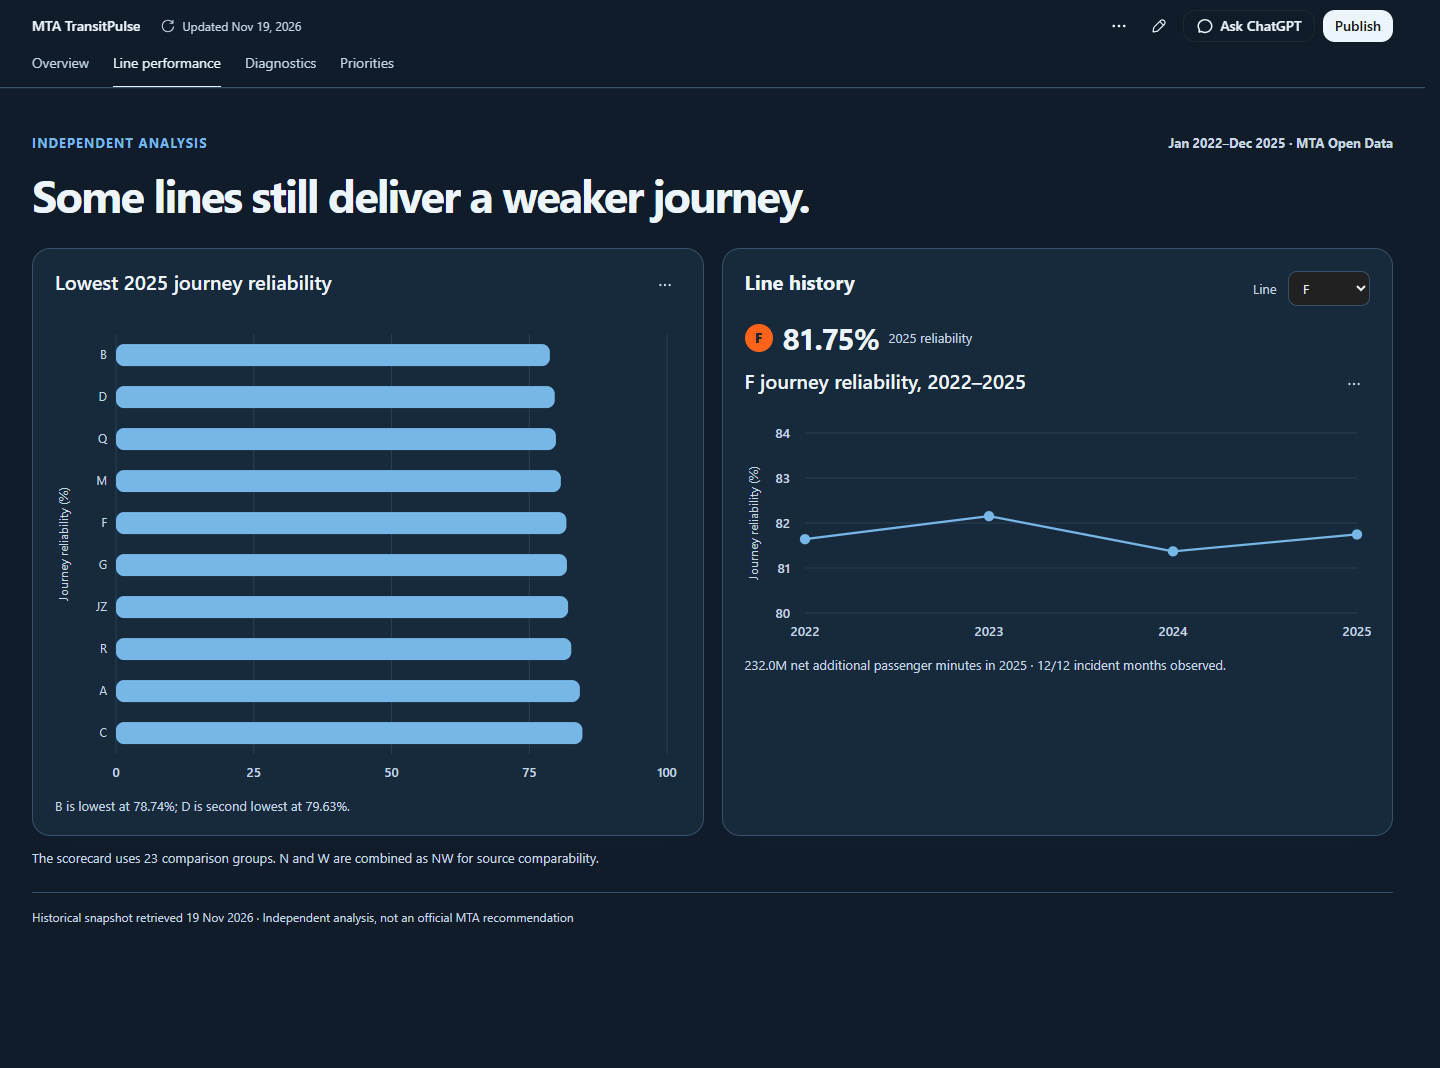 MTA TransitPulse
Updated Nov 19, 2026
Ask ChatGPT
Publish
Overview
Line performance
Diagnostics
Priorities
INDEPENDENT ANALYSIS
Jan 2022–Dec 2025 · MTA Open Data
Some lines still deliver a weaker journey.
Lowest 2025 journey reliability
Journey reliability (%)
B
D
Q
M
F
G
JZ
R
A
C
0
25
50
75
100
B is lowest at 78.74%; D is second lowest at 79.63%.
Line history
Line
F
F
81.75%
2025 reliability
F journey reliability, 2022–2025
Journey reliability (%)
84
83
82
81
80
2022
2023
2024
2025
232.0M net additional passenger minutes in 2025 · 12/12 incident months observed.
The scorecard uses 23 comparison groups. N and W are combined as NW for source comparability.
Historical snapshot retrieved 19 Nov 2026 · Independent analysis, not an official MTA recommendation